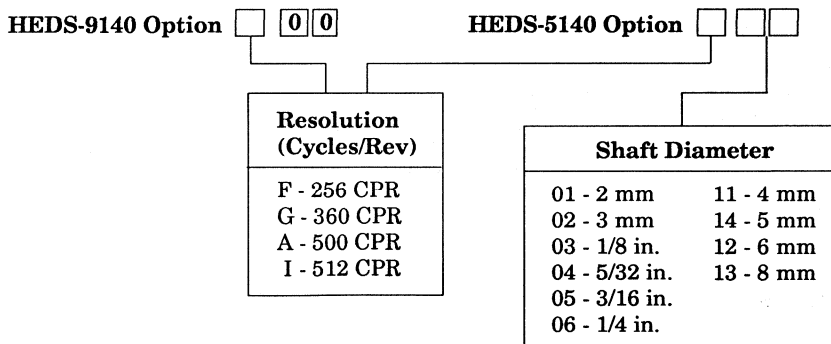 HEDS-9140 Option 0 0
HEDS-5140 Option
Resolution
(Cycles/Rev)
F - 256 CPR
G - 360 CPR
A - 500 CPR
I - 512 CPR
Shaft Diameter
01 - 2 mm
02 - 3 mm
03 - 1/8 in.
04 - 5/32 in.
05 - 3/16 in.
06 - 1/4 in.
11 - 4 mm
14 - 5 mm
12 - 6 mm
13 - 8 mm